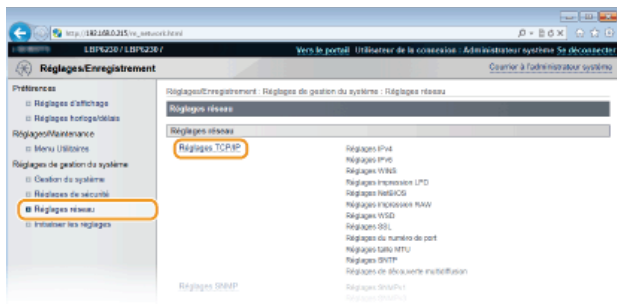 http://192.168.0.215/m_network.html
LBP6230 / LBP6230 /
Vers le portail Utilisateur de la connexion : Administrateur système Se déconnecter
Réglages/Enregistrement
Courrier à l'administrateur système
Préférences
Réglages d'affichage
Réglages horloge/délais
Réglages/Maintenance
Menu Utilitaires
Réglages de gestion du système
Gestion du système
Réglages de sécurité
Réglages réseau
Initialiser les réglages
Réglages/Enregistrement : Réglages de gestion du système : Réglages réseau
Réglages réseau
Réglages réseau
Réglages TCP/IP
Réglages IPv4
Réglages IPv6
Réglages WINS
Réglages impression LPD
Réglages NetBIOS
Réglages impression RAW
Réglages WSD
Réglages SSL
Réglages du numéro de port
Réglages taille MTU
Réglages SNTP
Réglages de découverte multidiffusion
Réglages SNMP
Réglages SNMPv1